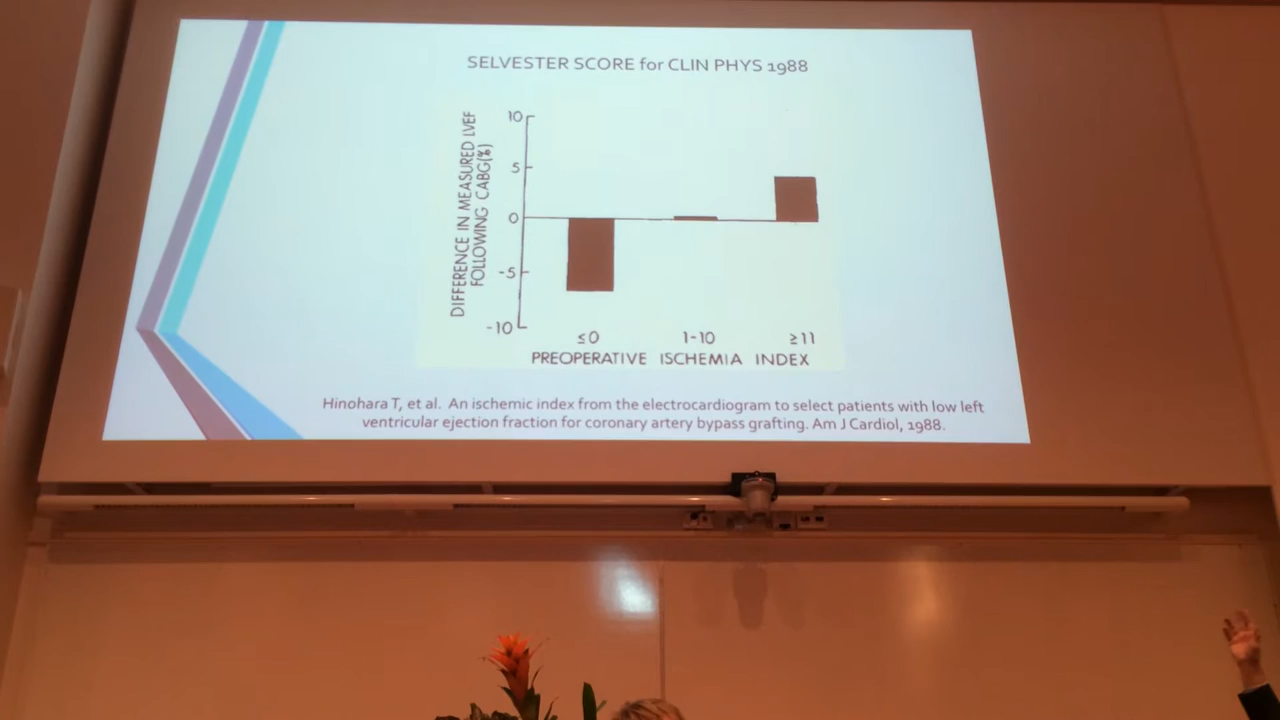 SELVESTER SCORE for CLIN PHYS 1988
DIFFERENCE IN MEASURED LVEF
FOLLOWING CABG(%)
10
5
0
-5
-10
≤0 1-10 ≥11
PREOPERATIVE ISCHEMIA INDEX
Hinohara T, et al. An ischemic index from the electrocardiogram to select patients with low left
ventricular ejection fraction for coronary artery bypass grafting. Am J Cardiol, 1988.